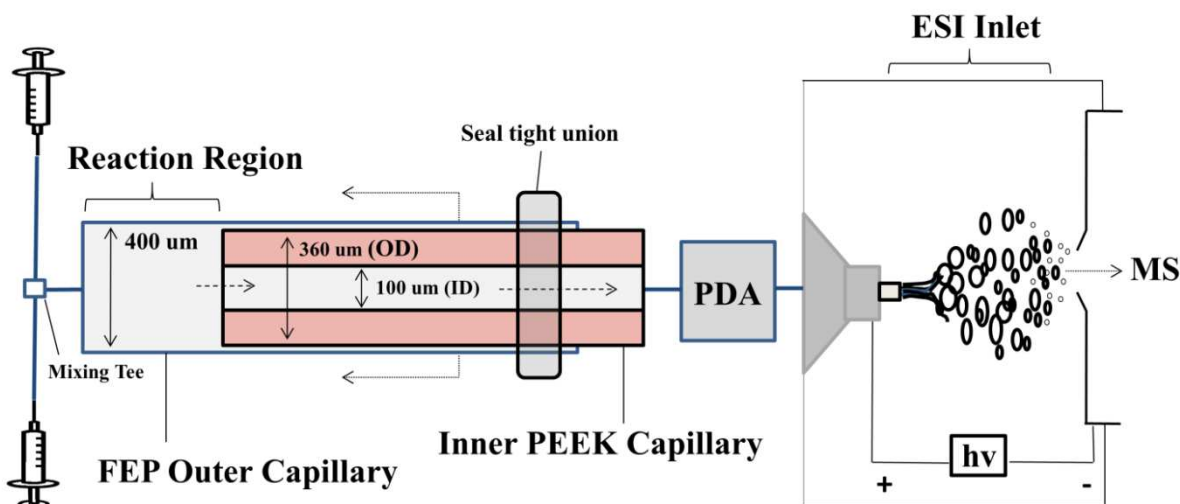 ESI Inlet
Seal tight union
Reaction Region
400 um
360 um (OD)
100 um (ID)
PDA
MS
Mixing Tee
Inner PEEK Capillary
FEP Outer Capillary
hv
+
-